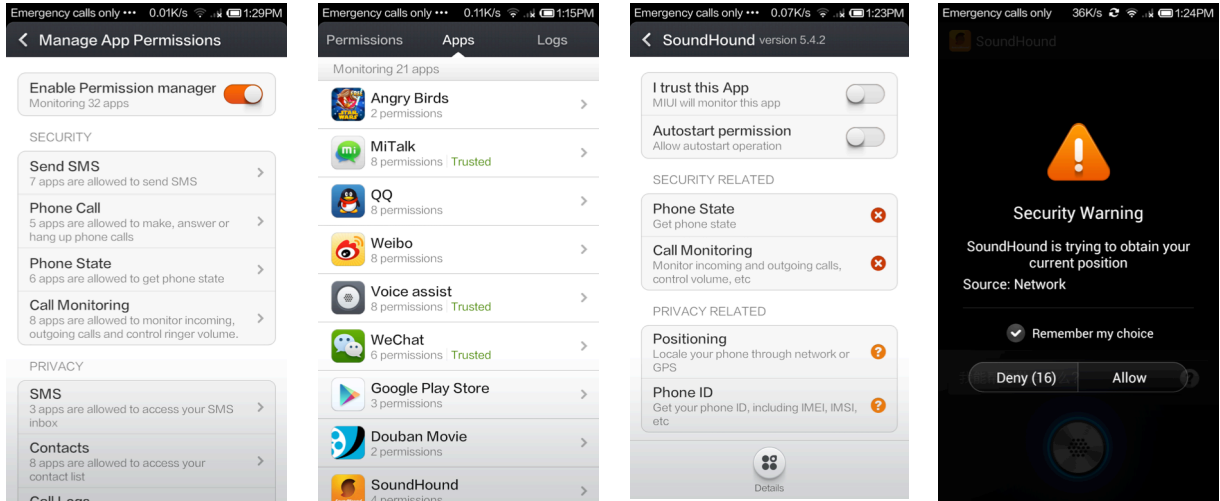 Emergency calls only ••• 0.01K/s 1:29PM
Manage App Permissions
Enable Permission manager
Monitoring 32 apps
SECURITY
Send SMS
7 apps are allowed to send SMS
Phone Call
5 apps are allowed to make, answer or
hang up phone calls
Phone State
6 apps are allowed to get phone state
Call Monitoring
8 apps are allowed to monitor incoming,
outgoing calls and control ringer volume.
PRIVACY
SMS
3 apps are allowed to access your SMS
inbox
Contacts
8 apps are allowed to access your
contact list
Call Logs
Emergency calls only ••• 0.11K/s 1:15PM
Permissions Apps Logs
Monitoring 21 apps
Angry Birds
2 permissions
MiTalk
8 permissions Trusted
QQ
8 permissions
Weibo
8 permissions
Voice assist
8 permissions Trusted
WeChat
6 permissions Trusted
Google Play Store
3 permissions
Douban Movie
2 permissions
SoundHound
4 permissions
Emergency calls only ••• 0.07K/s 1:23PM
SoundHound version 5.4.2
I trust this App
MIUI will monitor this app
Autostart permission
Allow autostart operation
SECURITY RELATED
Phone State
Get phone state
Call Monitoring
Monitor incoming and outgoing calls,
control volume, etc
PRIVACY RELATED
Positioning
Locale your phone through network or
GPS
Phone ID
Get your phone ID, including IMEI, IMSI,
etc
Details
Emergency calls only 36K/s 1:24PM
SoundHound
Security Warning
SoundHound is trying to obtain your
current position
Source: Network
Remember my choice
Deny (16) Allow